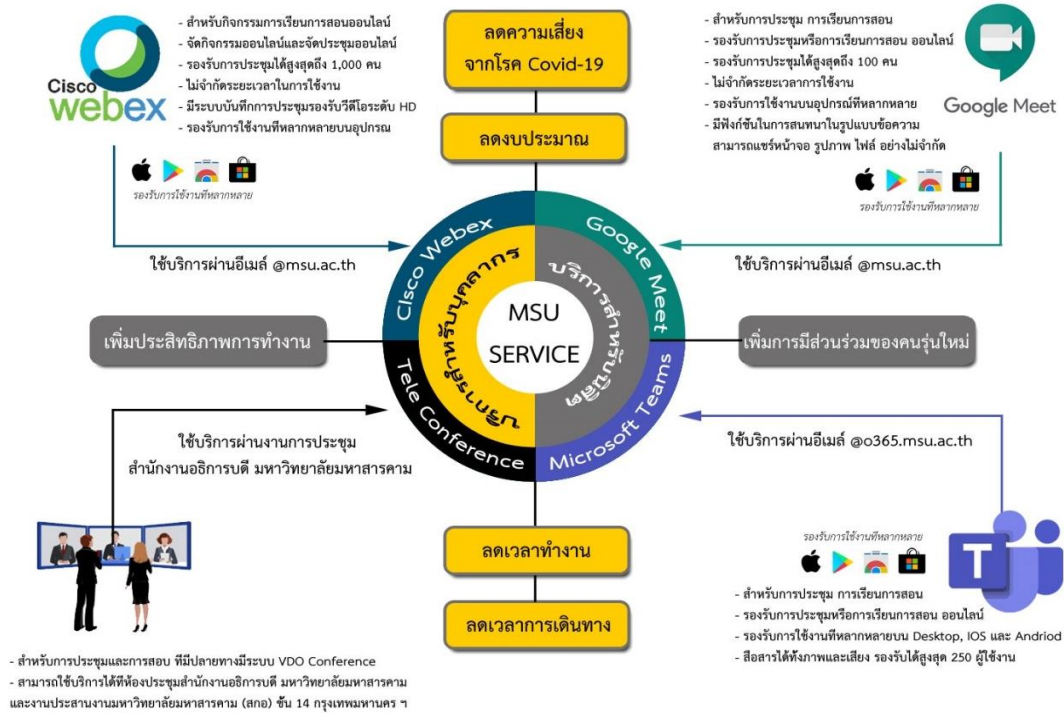 Cisco
webex
- สำหรับกิจกรรมการเรียนการสอนออนไลน์
- จัดกิจกรรมออนไลน์และจัดประชุมออนไลน์
- รองรับการประชุมได้สูงสุดถึง 1,000 คน
- ไม่จำกัดระยะเวลาในการใช้งาน
- มีระบบบันทึกการประชุมรองรับวีดีโอระดับ HD
- รองรับการใช้งานที่หลากหลายบนอุปกรณ
รองรับการใช้งานที่หลากหลาย
ใช้บริการผ่านอีเมล์ @msu.ac.th
ลดความเสี่ยง
จากโรค Covid-19
ลดงบประมาณ
- สำหรับการประชุม การเรียนการสอน
- รองรับการประชุมหรือการเรียนการสอน ออนไลน์
- รองรับการประชุมได้สูงสุดถึง 100 คน
- ไม่จำกัดระยะเวลาการใช้งาน
- รองรับการใช้งานบนอุปกรณ์ที่หลากหลาย
- มีฟังก์ชันในการสนทนาในรูปแบบข้อความ
สามารถแชร์หน้าจอ รูปภาพ ไฟล์ อย่างไม่จำกัด
Google Meet
รองรับการใช้งานที่หลากหลาย
ใช้บริการผ่านอีเมล์ @msu.ac.th
CIsco Webex
Google Meet
บริการสำหรับบุคลากร
บริการสำหรับนิสิต
MSU
SERVICE
Tele Conference
Microsoft Teams
เพิ่มประสิทธิภาพการทำงาน
เพิ่มการมีส่วนร่วมของคนรุ่นใหม่
ใช้บริการผ่านงานการประชุม
สำนักงานอธิการบดี มหาวิทยาลัยมหาสารคาม
ใช้บริการผ่านอีเมล์ @o365.msu.ac.th
ลดเวลาทำงาน
ลดเวลาการเดินทาง
รองรับการใช้งานที่หลากหลาย
T
- สำหรับการประชุม การเรียนการสอน
- รองรับการประชุมหรือการเรียนการสอน ออนไลน์
- รองรับการใช้งานที่หลากหลายบน Desktop, IOS และ Andriod
- สื่อสารได้ทั้งภาพและเสียง รองรับได้สูงสุด 250 ผู้ใช้งาน
- สำหรับการประชุมและการสอบ ที่มีปลายทางมีระบบ VDO Conference
- สามารถใช้บริการได้ที่ห้องประชุมสำนักงานอธิการบดี มหาวิทยาลัยมหาสารคาม
และงานประสานงานมหาวิทยาลัยมหาสารคาม (สกอ) ชั้น 14 กรุงเทพมหานคร ฯ